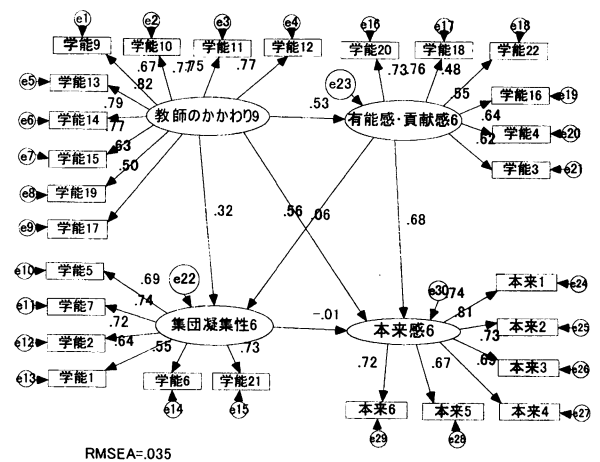 e1 e2 e3 e4 e16 e17 e18
学能9 学能10 学能11 学能12 学能20 学能18 学能22
.67 .77 .75 .77 .73 .76 .48
e5 学能13 .82 e23 .55 学能16 e19
.79 教師のかかわり9 .53 有能感・貢献感6 .64
e6 学能14 .77 学能4 e20
.63 .62
e7 学能15 .50 学能3 e21
e8 学能19
e9 学能17 .32 .56 .06 .68
e10 学能5 .69 e22 e30 .74 本来1 e24
.74 .81
e11 学能7 集団凝集性6 -.01 本来感6 本来2 e25
.72 .73
e12 学能2 .64 本来3 e26
.55 .73 .72 .67 .69
e13 学能1 学能6 学能21 本来6 本来5 本来4 e27
e14 e15 e29 e28
RMSEA=.035